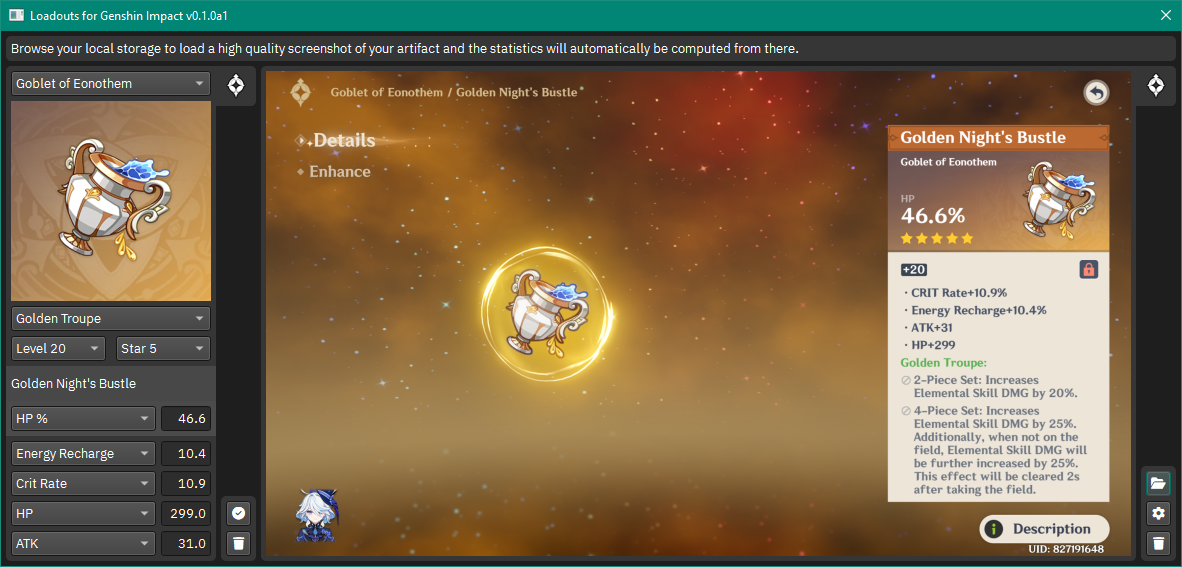 Loadouts for Genshin Impact v0.1.0a1
Browse your local storage to load a high quality screenshot of your artifact and the statistics will automatically be computed from there.
Goblet of Eonothem
Golden Troupe
Level 20
Star 5
Golden Night's Bustle
HP %
46.6
Energy Recharge
10.4
Crit Rate
10.9
HP
299.0
ATK
31.0
Goblet of Eonothem / Golden Night's Bustle
Details
Enhance
Golden Night's Bustle
Goblet of Eonothem
HP
46.6%
+20
· CRIT Rate+10.9%
· Energy Recharge+10.4%
· ATK+31
· HP+299
Golden Troupe:
2-Piece Set: Increases
Elemental Skill DMG by 20%.
4-Piece Set: Increases
Elemental Skill DMG by 25%.
Additionally, when not on the
field, Elemental Skill DMG will
be further increased by 25%.
This effect will be cleared 2s
after taking the field.
Description
UID: 827191648